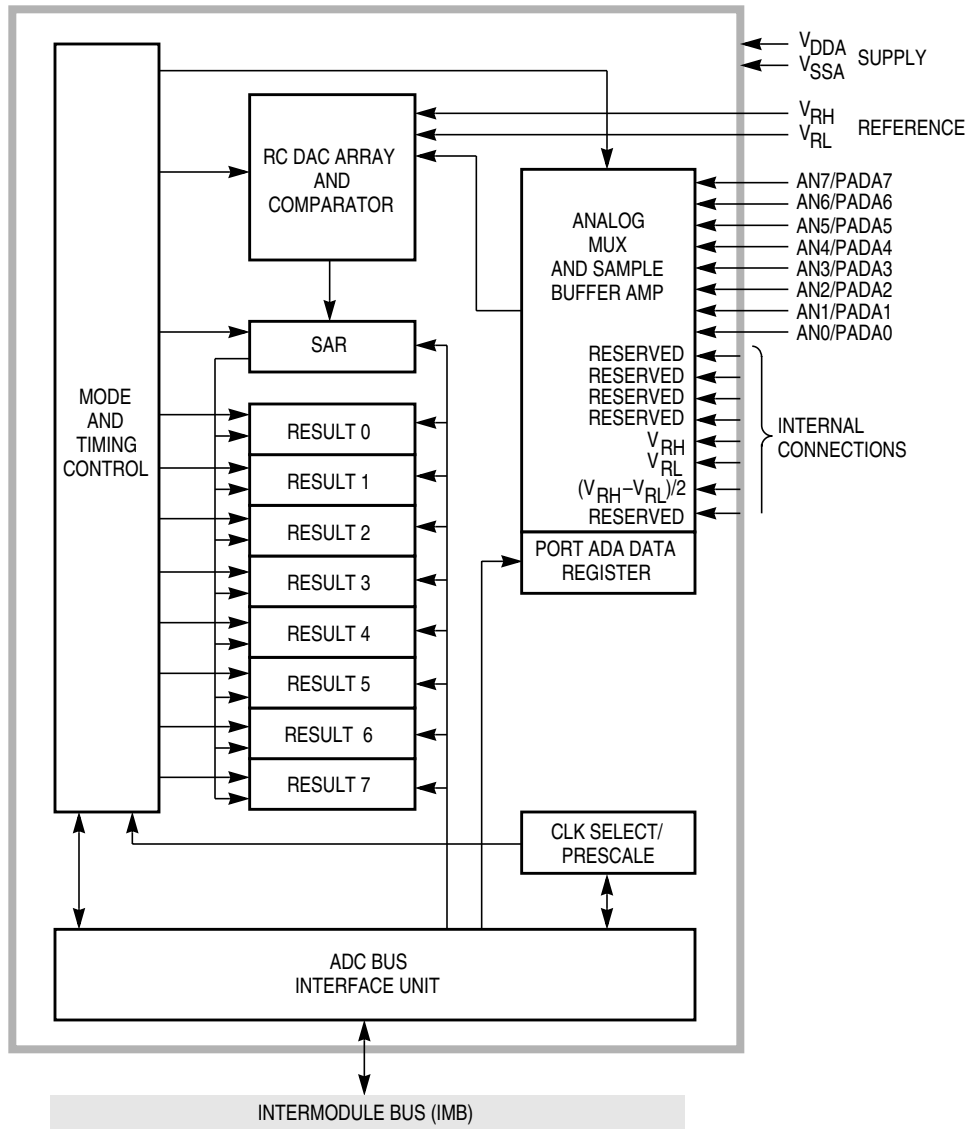 V_DDA
V_SSA
SUPPLY
V_RH
V_RL
REFERENCE
RC DAC ARRAY
AND
COMPARATOR
AN7/PADA7
AN6/PADA6
AN5/PADA5
AN4/PADA4
AN3/PADA3
AN2/PADA2
AN1/PADA1
AN0/PADA0
ANALOG
MUX
AND SAMPLE
BUFFER AMP
SAR
RESERVED
RESERVED
RESERVED
RESERVED
V_RH
V_RL
(V_RH–V_RL)/2
RESERVED
INTERNAL
CONNECTIONS
MODE
AND
TIMING
CONTROL
RESULT 0
RESULT 1
RESULT 2
RESULT 3
RESULT 4
RESULT 5
RESULT 6
RESULT 7
PORT ADA DATA
REGISTER
CLK SELECT/
PRESCALE
ADC BUS
INTERFACE UNIT
INTERMODULE BUS (IMB)